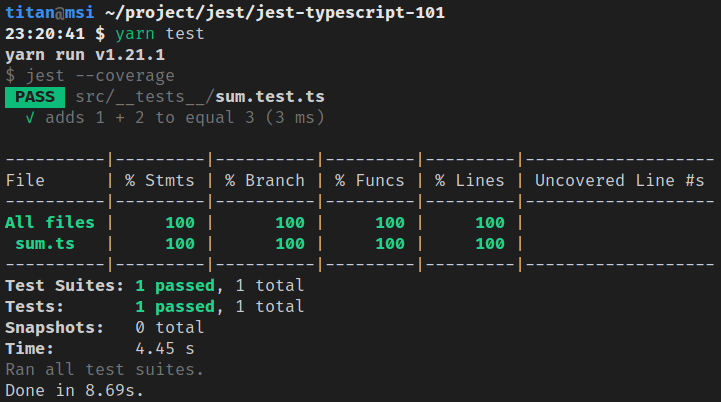 titan@msi ~/project/jest/jest-typescript-101
23:20:41 $ yarn test
yarn run v1.21.1
$ jest --coverage
PASS src/__tests__/sum.test.ts
√ adds 1 + 2 to equal 3 (3 ms)
----------|---------|----------|---------|---------|-------------------
File      | % Stmts | % Branch | % Funcs | % Lines | Uncovered Line #s
----------|---------|----------|---------|---------|-------------------
All files |     100 |      100 |     100 |     100 |
 sum.ts   |     100 |      100 |     100 |     100 |
----------|---------|----------|---------|---------|-------------------
Test Suites: 1 passed, 1 total
Tests:       1 passed, 1 total
Snapshots:   0 total
Time:        4.45 s
Ran all test suites.
Done in 8.69s.